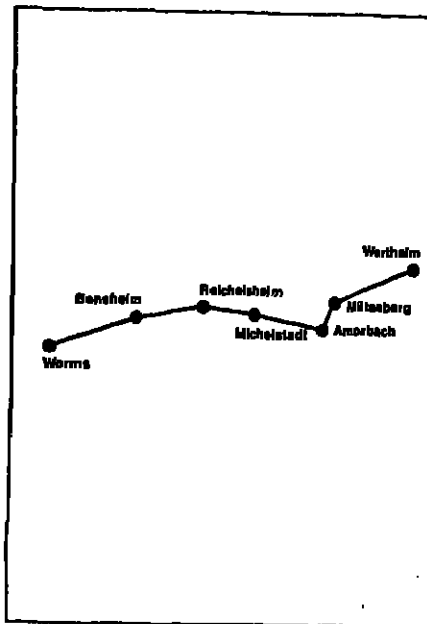 Wertheim
Reichelsheim
Bensheim
Miltenberg
Amorbach
Michelstadt
Worms